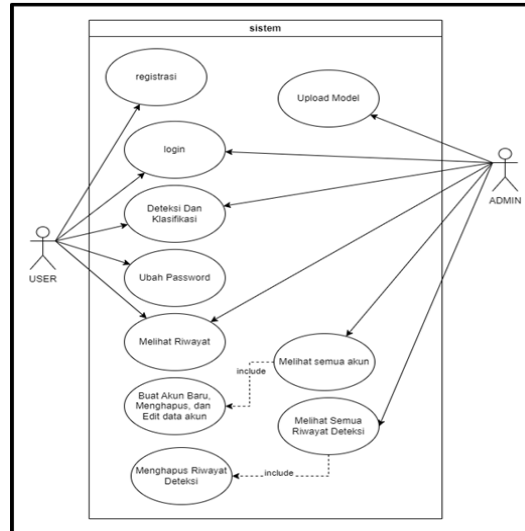 sistem
registrasi
Upload Model
login
ADMIN
Deteksi Dan
Klasifikasi
USER
Ubah Password
Melihat Riwayat
Melihat semua akun
include
Buat Akun Baru,
Menghapus, dan
Edit data akun
Melihat Semua
Riwayat Deteksi
Menghapus Riwayat
Deteksi
include